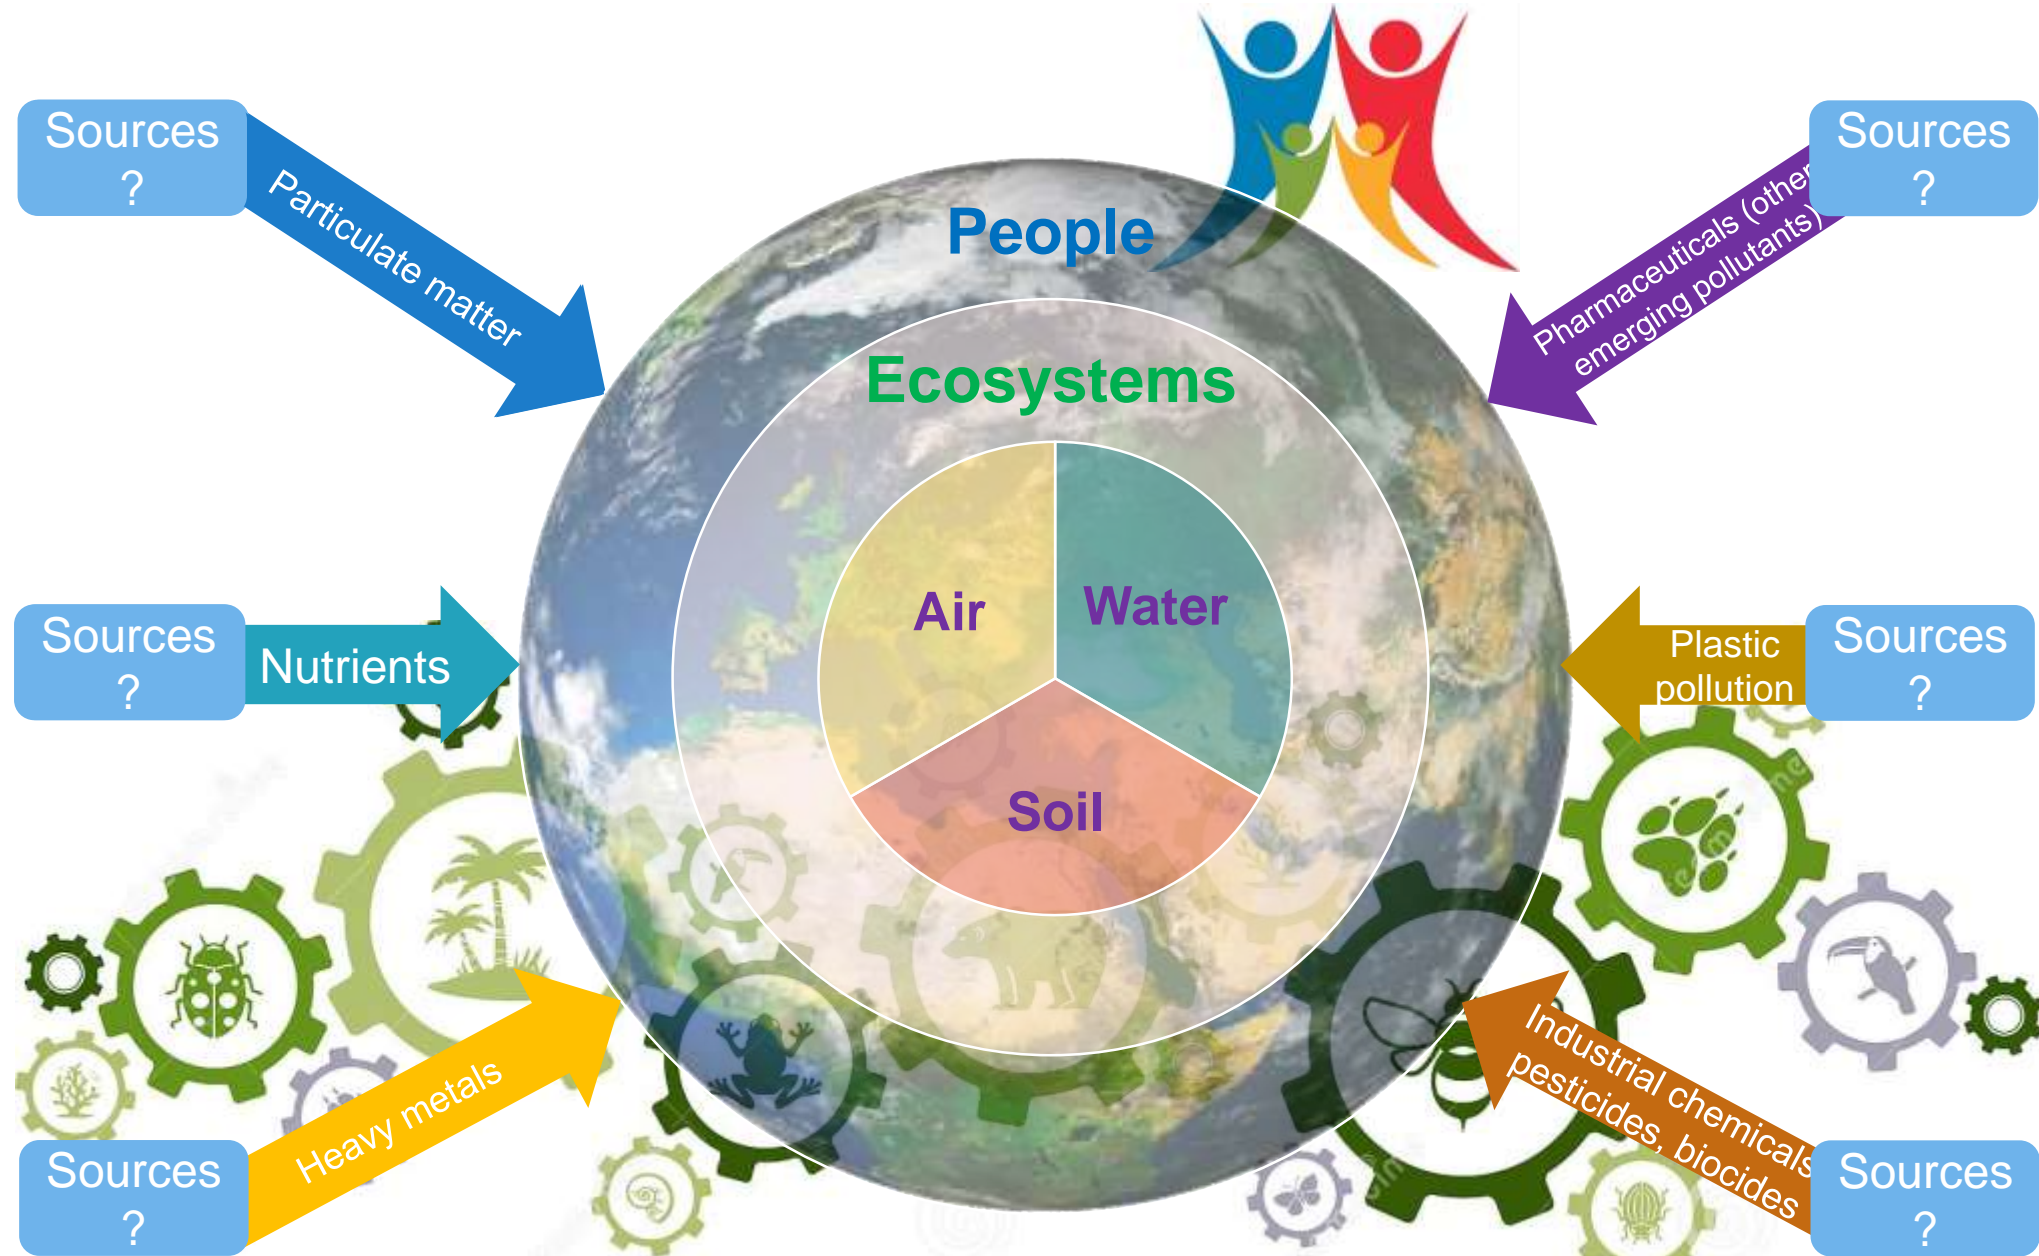 Sources
?
Particulate matter
People
Sources
?
Pharmaceuticals (other
emerging pollutants)
Ecosystems
Air
Water
Soil
Sources
?
Nutrients
Plastic
pollution
Sources
?
Heavy metals
Sources
?
Industrial chemicals
pesticides, biocides
Sources
?